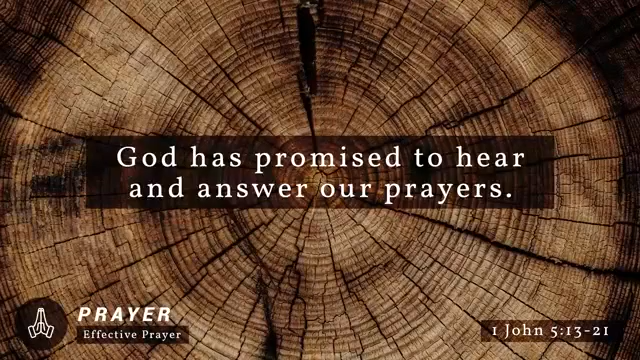 God has promised to hear
and answer our prayers.
PRAYER
Effective Prayer
1 John 5:13-21